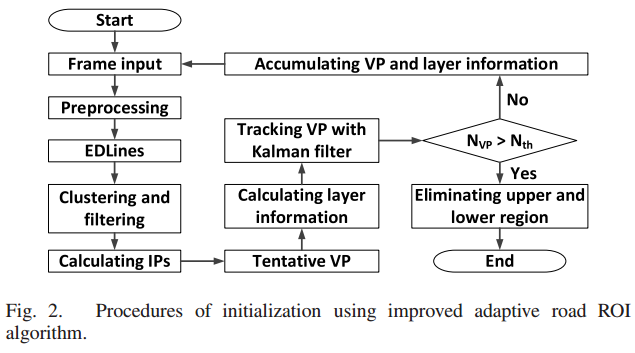 Start
Frame input
Preprocessing
EDLines
Clustering and
filtering
Calculating IPs
Tentative VP
Calculating layer
information
Tracking VP with
Kalman filter
N_VP > N_th
No
Accumulating VP and layer information
Yes
Eliminating upper and
lower region
End
Fig. 2. Procedures of initialization using improved adaptive road ROI
algorithm.